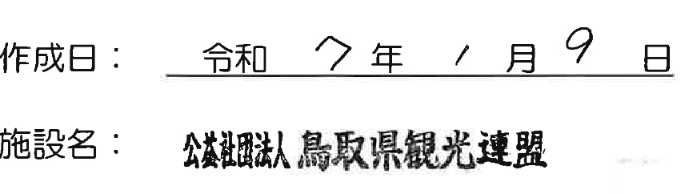 作成日： 令和 7 年 1 月 9 日
施設名： 公益社団法人 鳥取県観光連盟